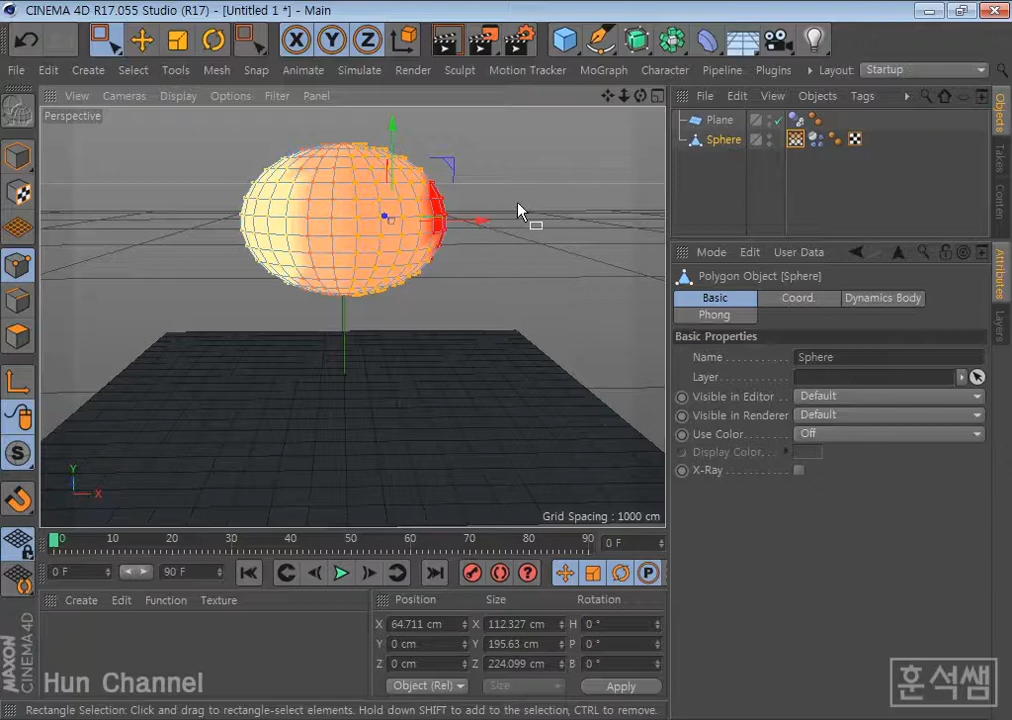 CINEMA 4D R17.055 Studio (R17) - [Untitled 1 *] - Main
X Y Z
File Edit Create Select Tools Mesh Snap Animate Simulate Render Sculpt Motion Tracker MoGraph Character Pipeline Plugins Layout: Startup
View Cameras Display Options Filter Panel
File Edit View Objects Tags
Perspective
Plane
Sphere
Objects
Takes
Conten
Mode Edit User Data
Polygon Object [Sphere]
Basic Coord. Dynamics Body
Phong
Basic Properties
Name Sphere
Layer
Visible in Editor Default
Visible in Renderer Default
Use Color Off
Display Color
X-Ray
Attributes
Layers
Y
X
Grid Spacing : 1000 cm
0 10 20 30 40 50 60 70 80 90 0 F
0 F 90 F P
Create Edit Function Texture
Position Size Rotation
X 64.711 cm X 112.327 cm H 0 °
Y 0 cm Y 195.63 cm P 0 °
Z 0 cm Z 224.099 cm B 0 °
Object (Rel) Size Apply
MAXON
CINEMA 4D
Hun Channel
훈석쌤
Rectangle Selection: Click and drag to rectangle-select elements. Hold down SHIFT to add to the selection, CTRL to remove.